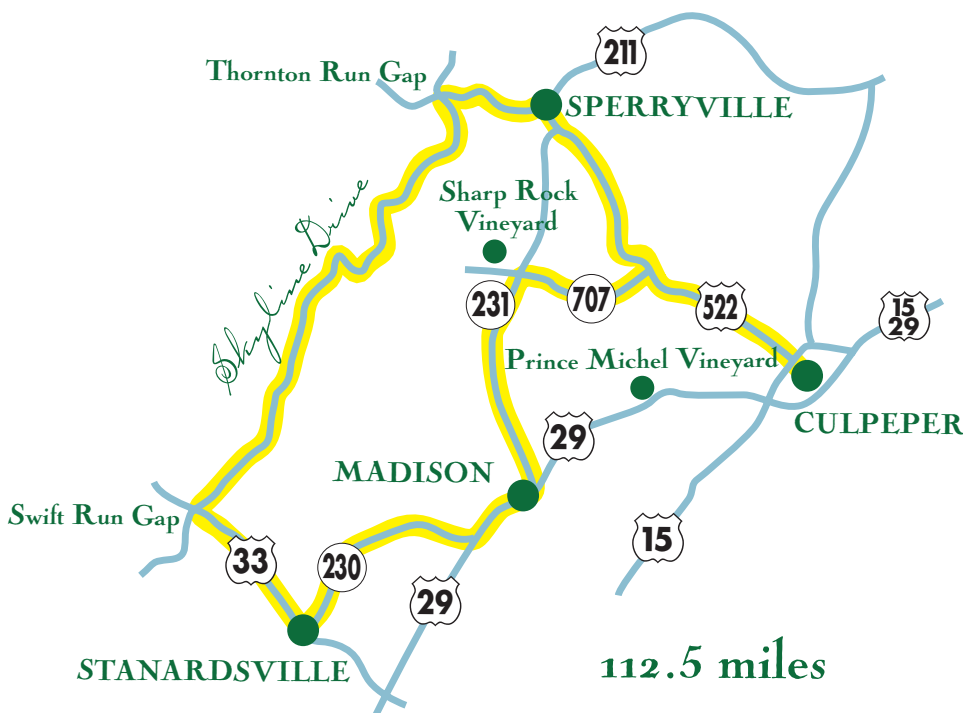 211
Thornton Run Gap
SPERRYVILLE
Sharp Rock
Vineyard
Skyline Drive
231
707
522
15
29
Prince Michel Vineyard
CULPEPER
29
MADISON
Swift Run Gap
33
230
15
29
STANARDSVILLE
112.5 miles